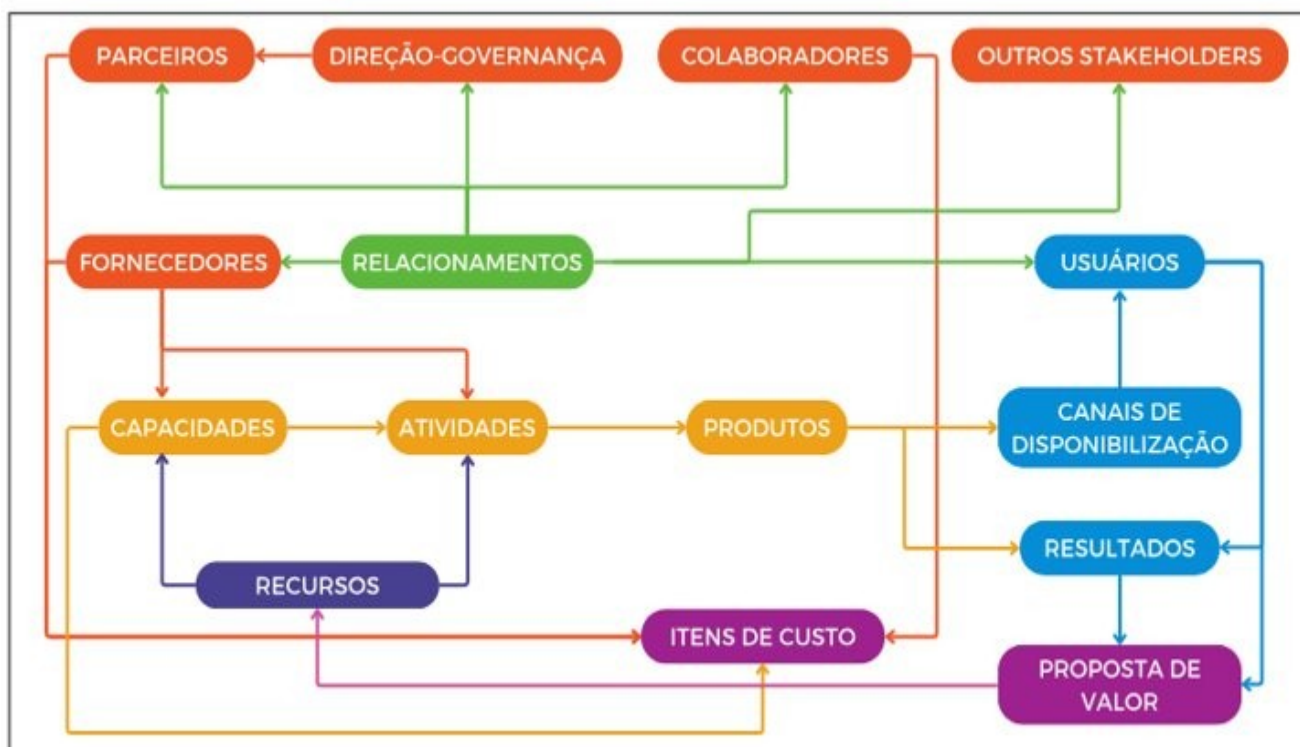 PARCEIROS
DIREÇÃO-GOVERNANÇA
COLABORADORES
OUTROS STAKEHOLDERS
FORNECEDORES
RELACIONAMENTOS
USUÁRIOS
CAPACIDADES
ATIVIDADES
PRODUTOS
CANAIS DE
DISPONIBILIZAÇÃO
RESULTADOS
RECURSOS
ITENS DE CUSTO
PROPOSTA DE
VALOR